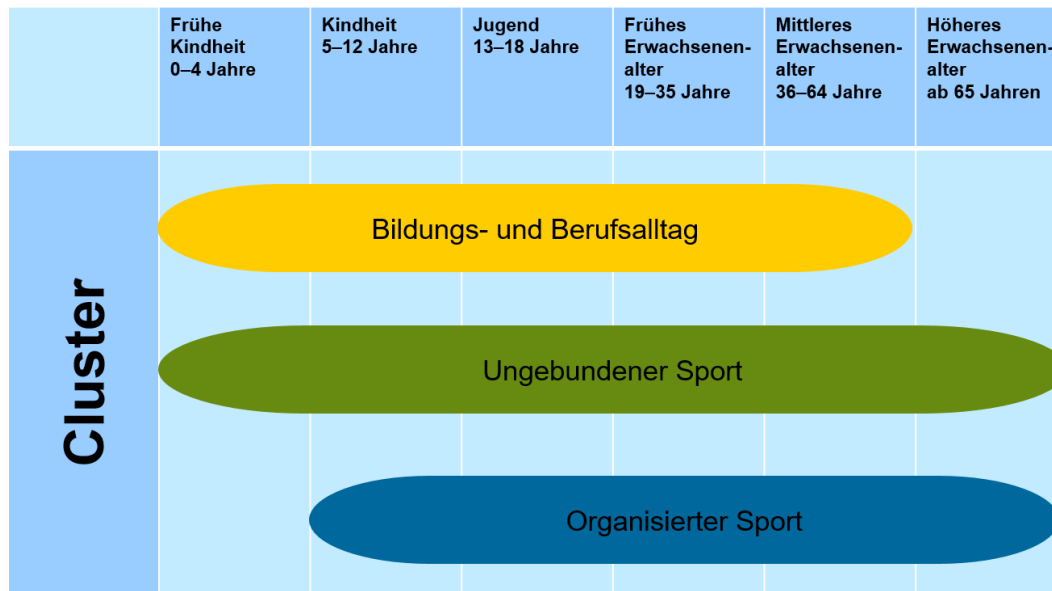 Frühe
Kindheit
0–4 Jahre
Kindheit
5–12 Jahre
Jugend
13–18 Jahre
Frühes
Erwachsenen-
alter
19–35 Jahre
Mittleres
Erwachsenen-
alter
36–64 Jahre
Höheres
Erwachsenen-
alter
ab 65 Jahren
Cluster
Bildungs- und Berufsalltag
Ungebundener Sport
Organisierter Sport